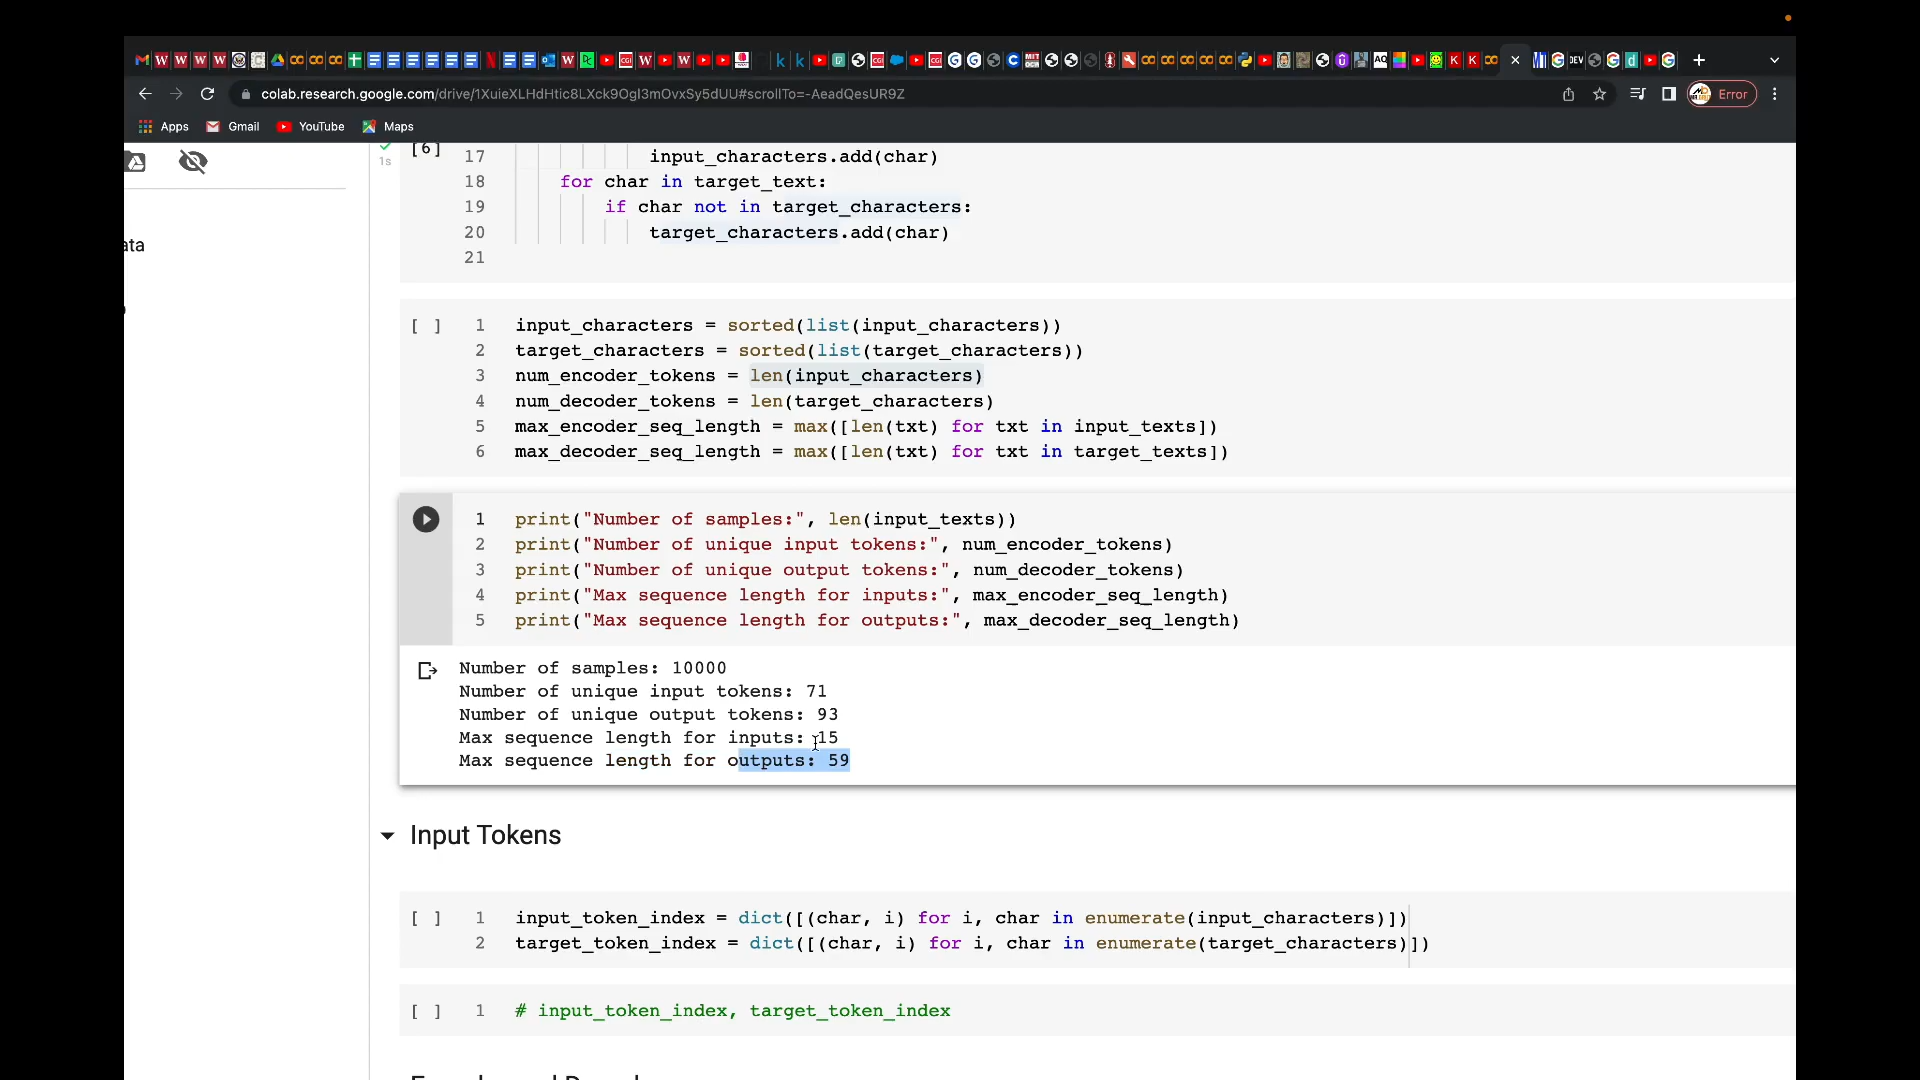 colab.research.google.com/drive/1XuieXLHdHtic8LXck9OgI3mOvxSy5dUU#scrollTo=-AeadQesUR9Z
Error
Apps
Gmail
YouTube
Maps
ata
1s
[6]
17 input_characters.add(char)
18 for char in target_text:
19 if char not in target_characters:
20 target_characters.add(char)
21
[ ]
1 input_characters = sorted(list(input_characters))
2 target_characters = sorted(list(target_characters))
3 num_encoder_tokens = len(input_characters)
4 num_decoder_tokens = len(target_characters)
5 max_encoder_seq_length = max([len(txt) for txt in input_texts])
6 max_decoder_seq_length = max([len(txt) for txt in target_texts])
1 print("Number of samples:", len(input_texts))
2 print("Number of unique input tokens:", num_encoder_tokens)
3 print("Number of unique output tokens:", num_decoder_tokens)
4 print("Max sequence length for inputs:", max_encoder_seq_length)
5 print("Max sequence length for outputs:", max_decoder_seq_length)
Number of samples: 10000
Number of unique input tokens: 71
Number of unique output tokens: 93
Max sequence length for inputs: 15
Max sequence length for outputs: 59
Input Tokens
[ ]
1 input_token_index = dict([(char, i) for i, char in enumerate(input_characters)])
2 target_token_index = dict([(char, i) for i, char in enumerate(target_characters)])
[ ]
1 # input_token_index, target_token_index